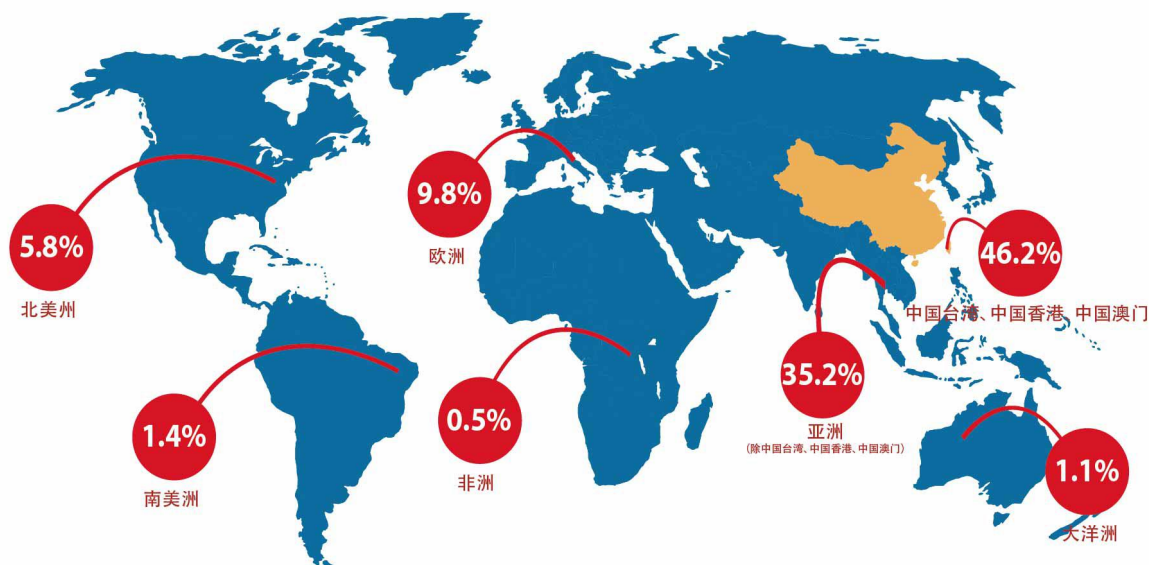 9.8%
欧洲
5.8%
北美州
46.2%
中国台湾、中国香港、中国澳门
35.2%
亚洲
（除中国台湾、中国香港、中国澳门）
1.4%
南美洲
0.5%
非洲
1.1%
大洋洲